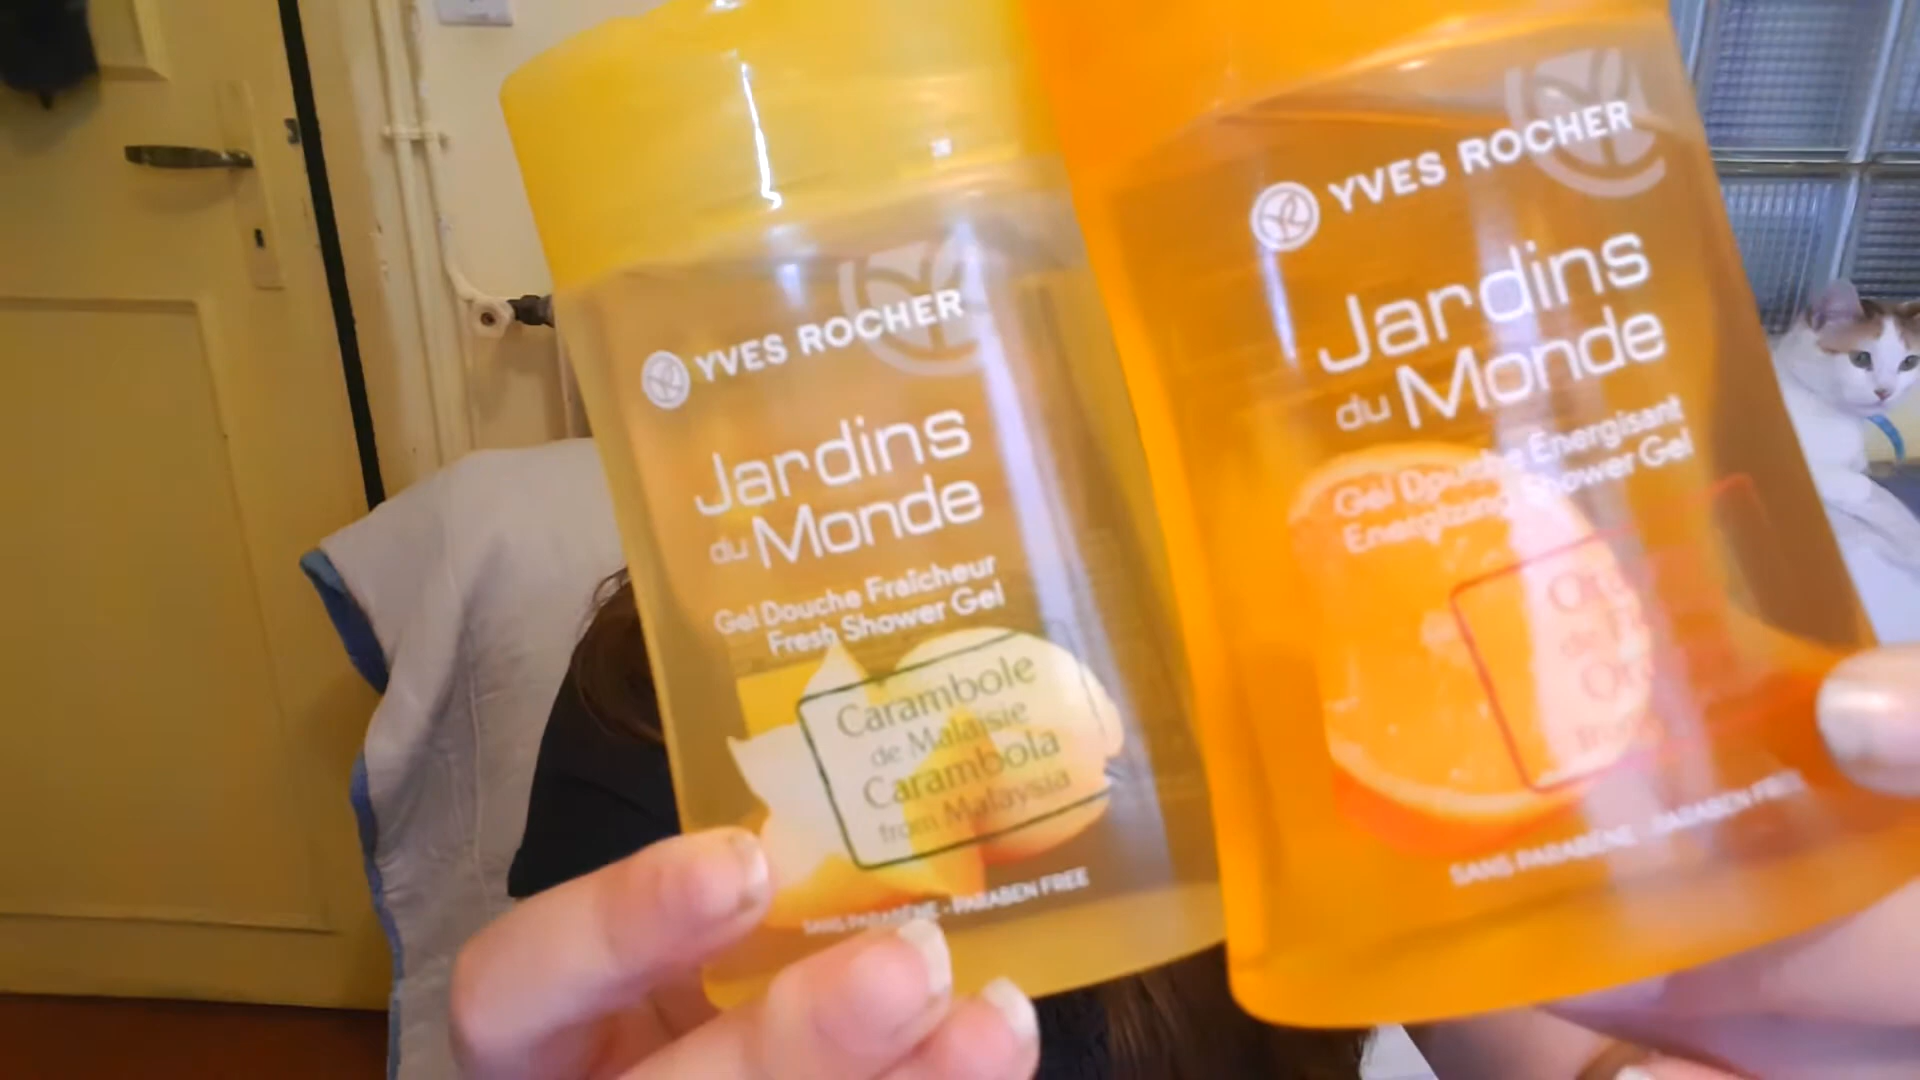 YVES ROCHER
Jardins
du Monde
Gel Douche Fraîcheur
Fresh Shower Gel
Carambole
de Malaisie
Carambola
from Malaysia
SANS PARABÈNE - PARABEN FREE
YVES ROCHER
Jardins
du Monde
Gel Douche Energisant
Energizing Shower Gel
SANS PARABÈNE - PARABEN FREE